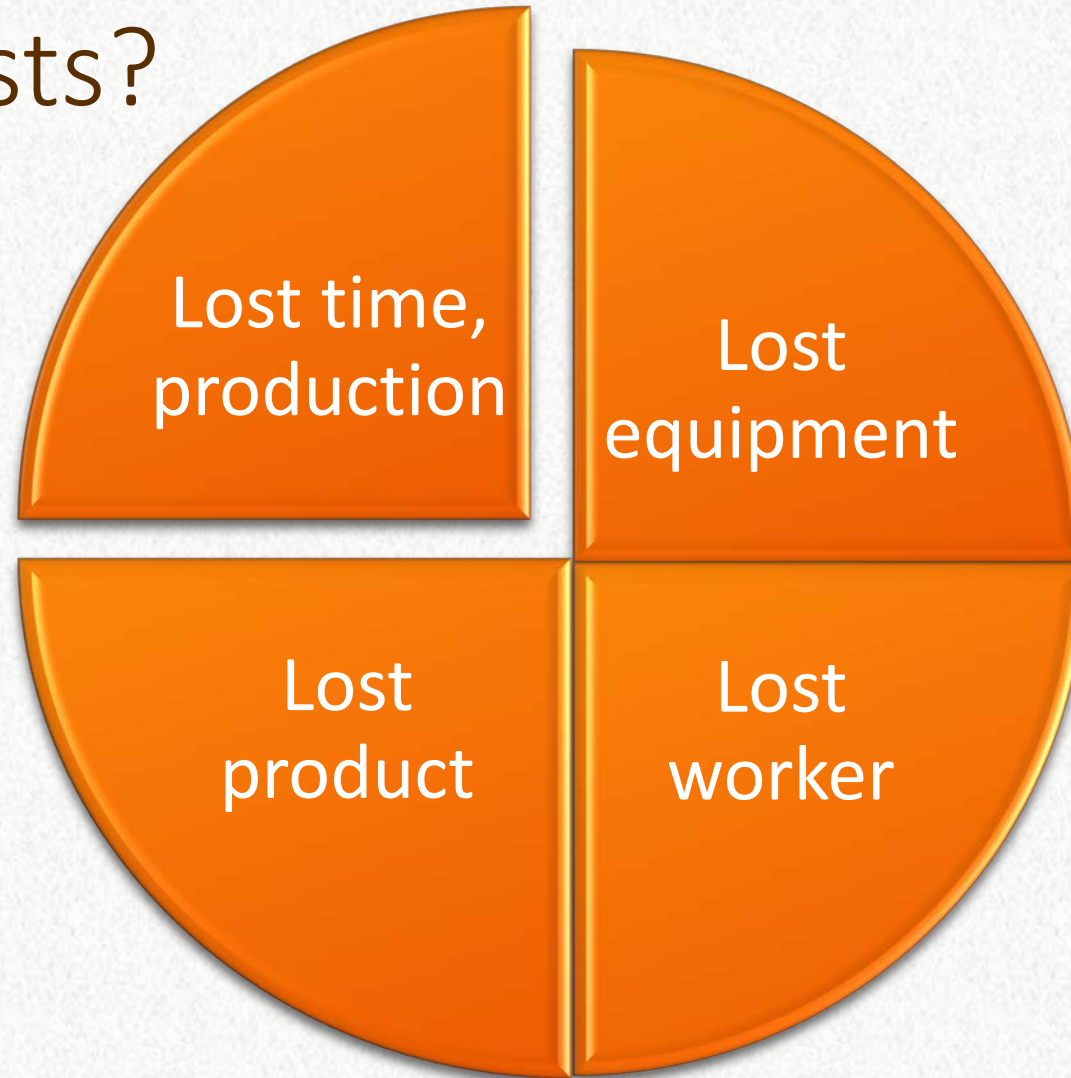 sts?
Lost time,
production
Lost
equipment
Lost
product
Lost
worker